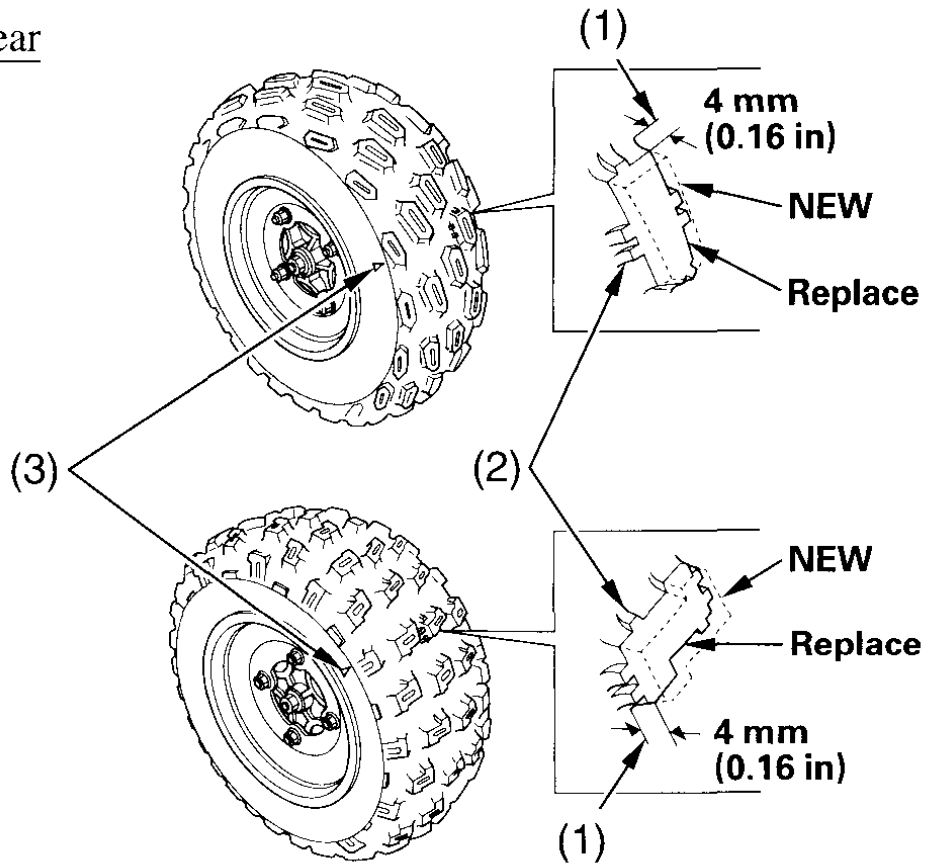 ear
(1)
4 mm
(0.16 in)
NEW
Replace
(3)
(2)
NEW
Replace
4 mm
(0.16 in)
(1)